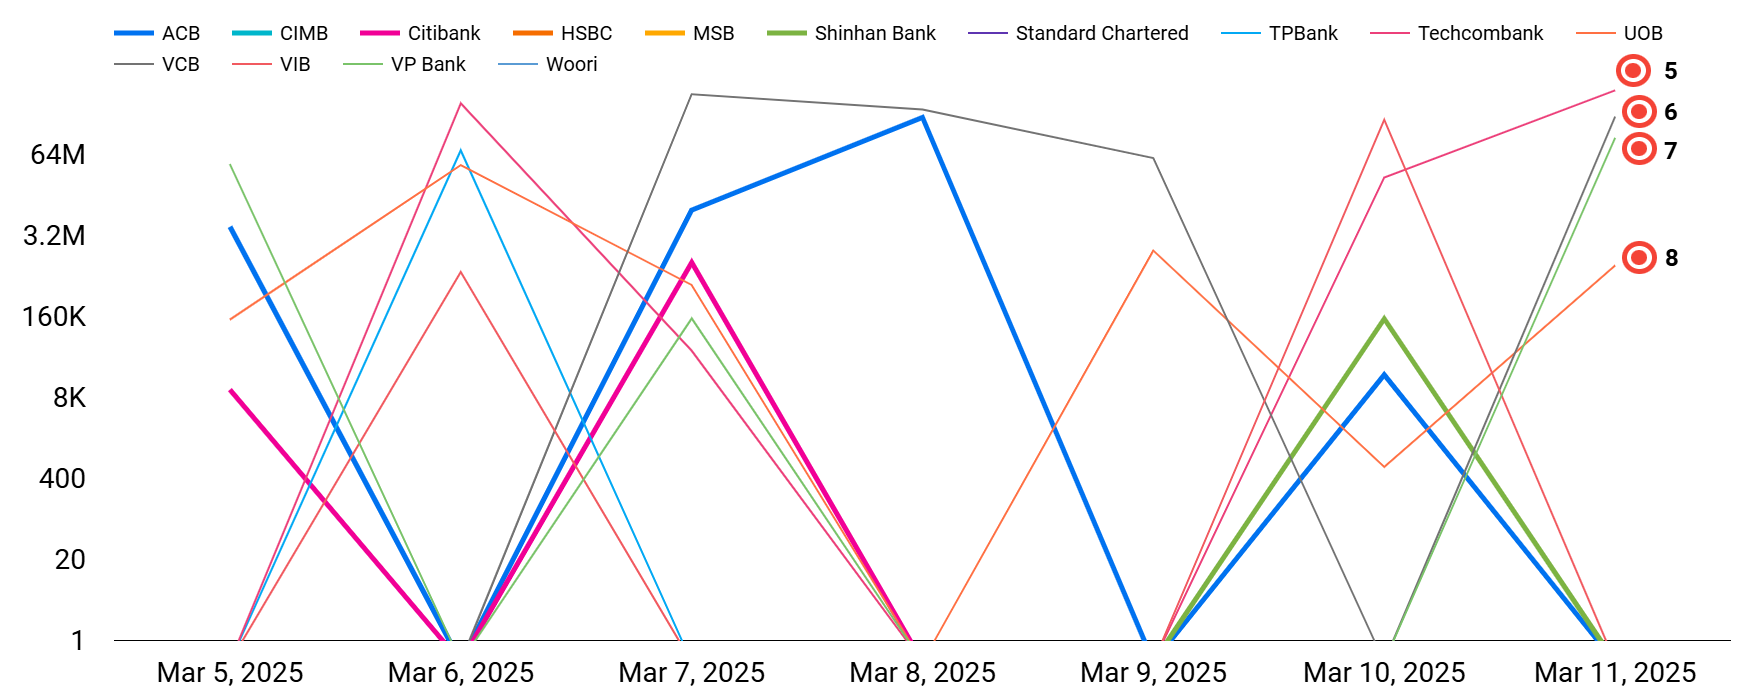 ACB CIMB Citibank HSBC MSB Shinhan Bank Standard Chartered TPBank Techcombank UOB
VCB VIB VP Bank Woori
5
6
7
8
64M
3.2M
160K
8K
400
20
1
Mar 5, 2025 Mar 6, 2025 Mar 7, 2025 Mar 8, 2025 Mar 9, 2025 Mar 10, 2025 Mar 11, 2025